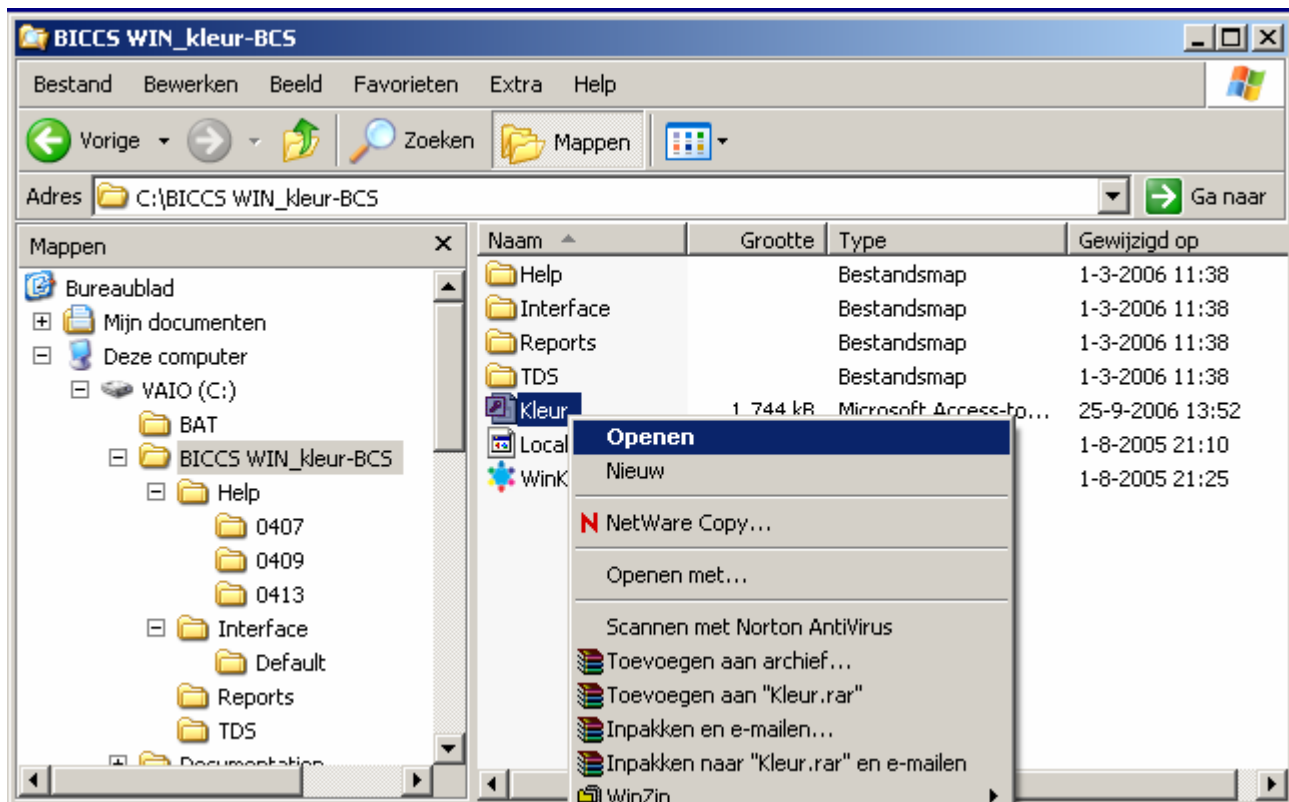 BICCS WIN_kleur-BCS
Bestand Bewerken Beeld Favorieten Extra Help
Vorige Zoeken Mappen
Adres C:\BICCS WIN_kleur-BCS Ga naar
Mappen
Bureaublad
Mijn documenten
Deze computer
VAIO (C:)
BAT
BICCS WIN_kleur-BCS
Help
0407
0409
0413
Interface
Default
Reports
TDS
Documentation
Naam Grootte Type Gewijzigd op
Help Bestandsmap 1-3-2006 11:38
Interface Bestandsmap 1-3-2006 11:38
Reports Bestandsmap 1-3-2006 11:38
TDS Bestandsmap 1-3-2006 11:38
Kleur 1.744 kB Microsoft Access-to... 25-9-2006 13:52
Local 1-8-2005 21:10
WinK 1-8-2005 21:25
Openen
Nieuw
N NetWare Copy...
Openen met...
Scannen met Norton AntiVirus
Toevoegen aan archief...
Toevoegen aan "Kleur.rar"
Inpakken en e-mailen...
Inpakken naar "Kleur.rar" en e-mailen
WinZip